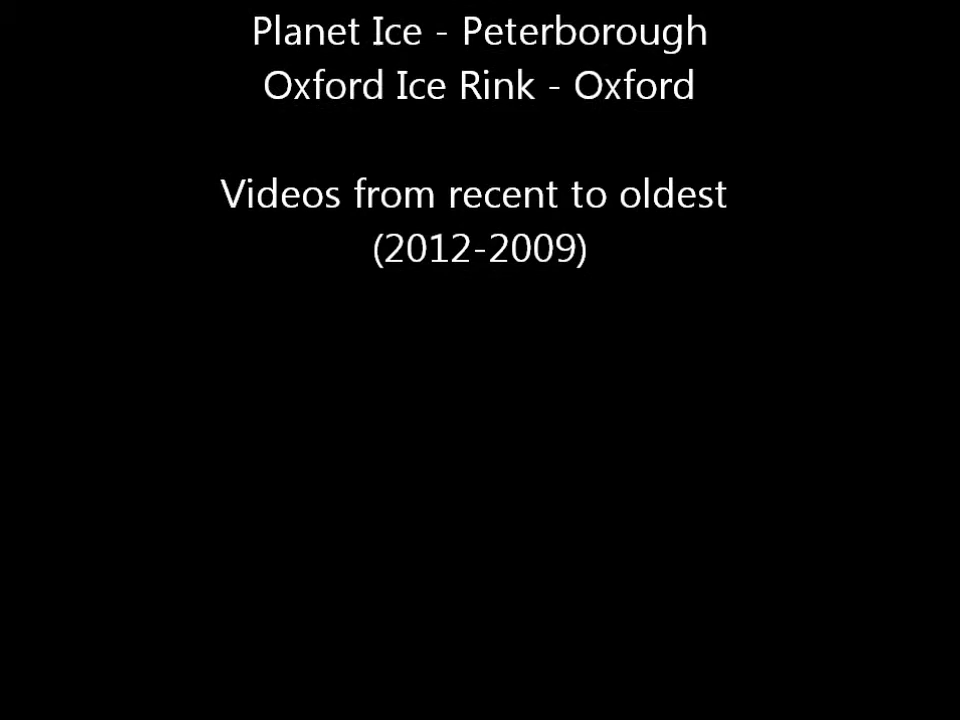 Planet Ice - Peterborough
Oxford Ice Rink - Oxford
Videos from recent to oldest
(2012-2009)